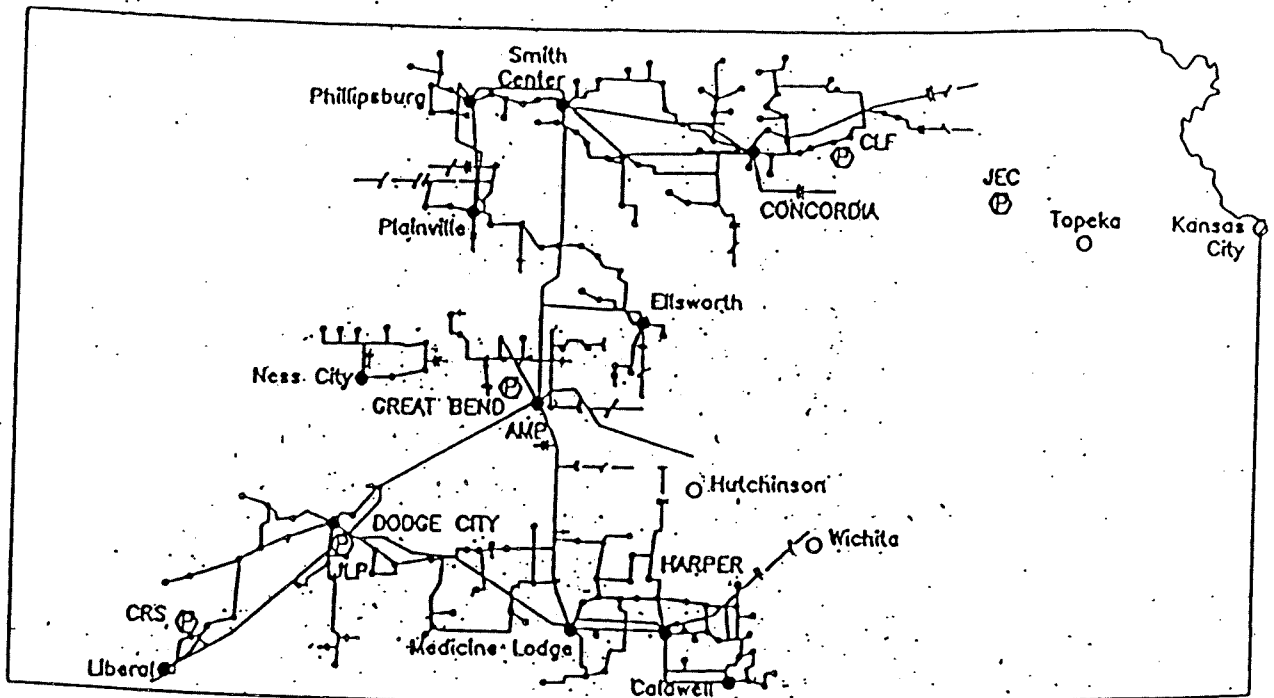 Smith
Center
Phillipsburg
CLF
JEC
CONCORDIA
Topeka
Kansas
City
Plainville
Ellsworth
Ness City
GREAT BEND
AMP
Hutchinson
DODGE CITY
Wichita
HARPER
CRS
Medicine Lodge
Liberal
Caldwell
P
P
P
P
P